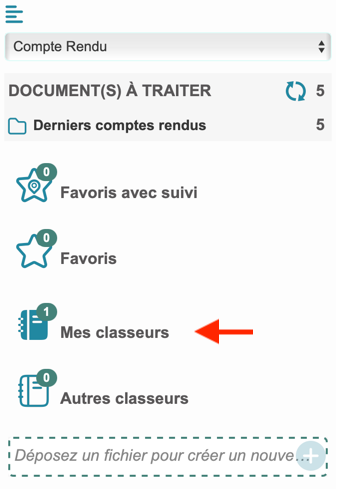 Compte Rendu
DOCUMENT(S) À TRAITER 5
Derniers comptes rendus 5
0
Favoris avec suivi
0
Favoris
1
Mes classeurs
0
Autres classeurs
Déposez un fichier pour créer un nouve...